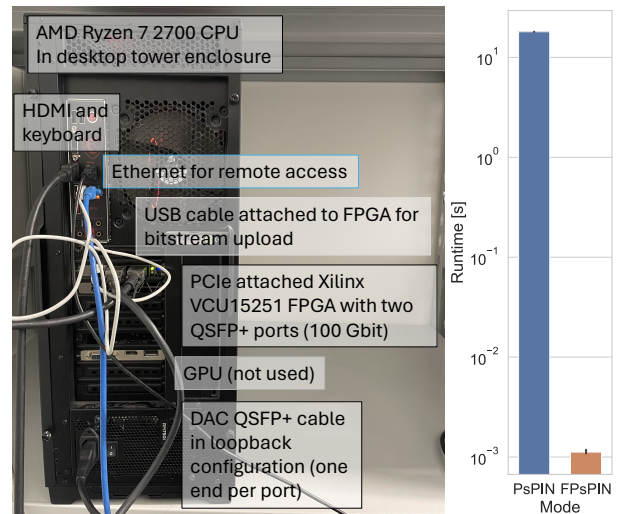 AMD Ryzen 7 2700 CPU
In desktop tower enclosure
HDMI and
keyboard
Ethernet for remote access
USB cable attached to FPGA for
bitstream upload
PCIe attached Xilinx
VCU15251 FPGA with two
QSFP+ ports (100 Gbit)
GPU (not used)
DAC QSFP+ cable
in loopback
configuration (one
end per port)
Runtime [s]
10¹
10⁰
10⁻¹
10⁻²
10⁻³
PsPIN FPsPIN
Mode